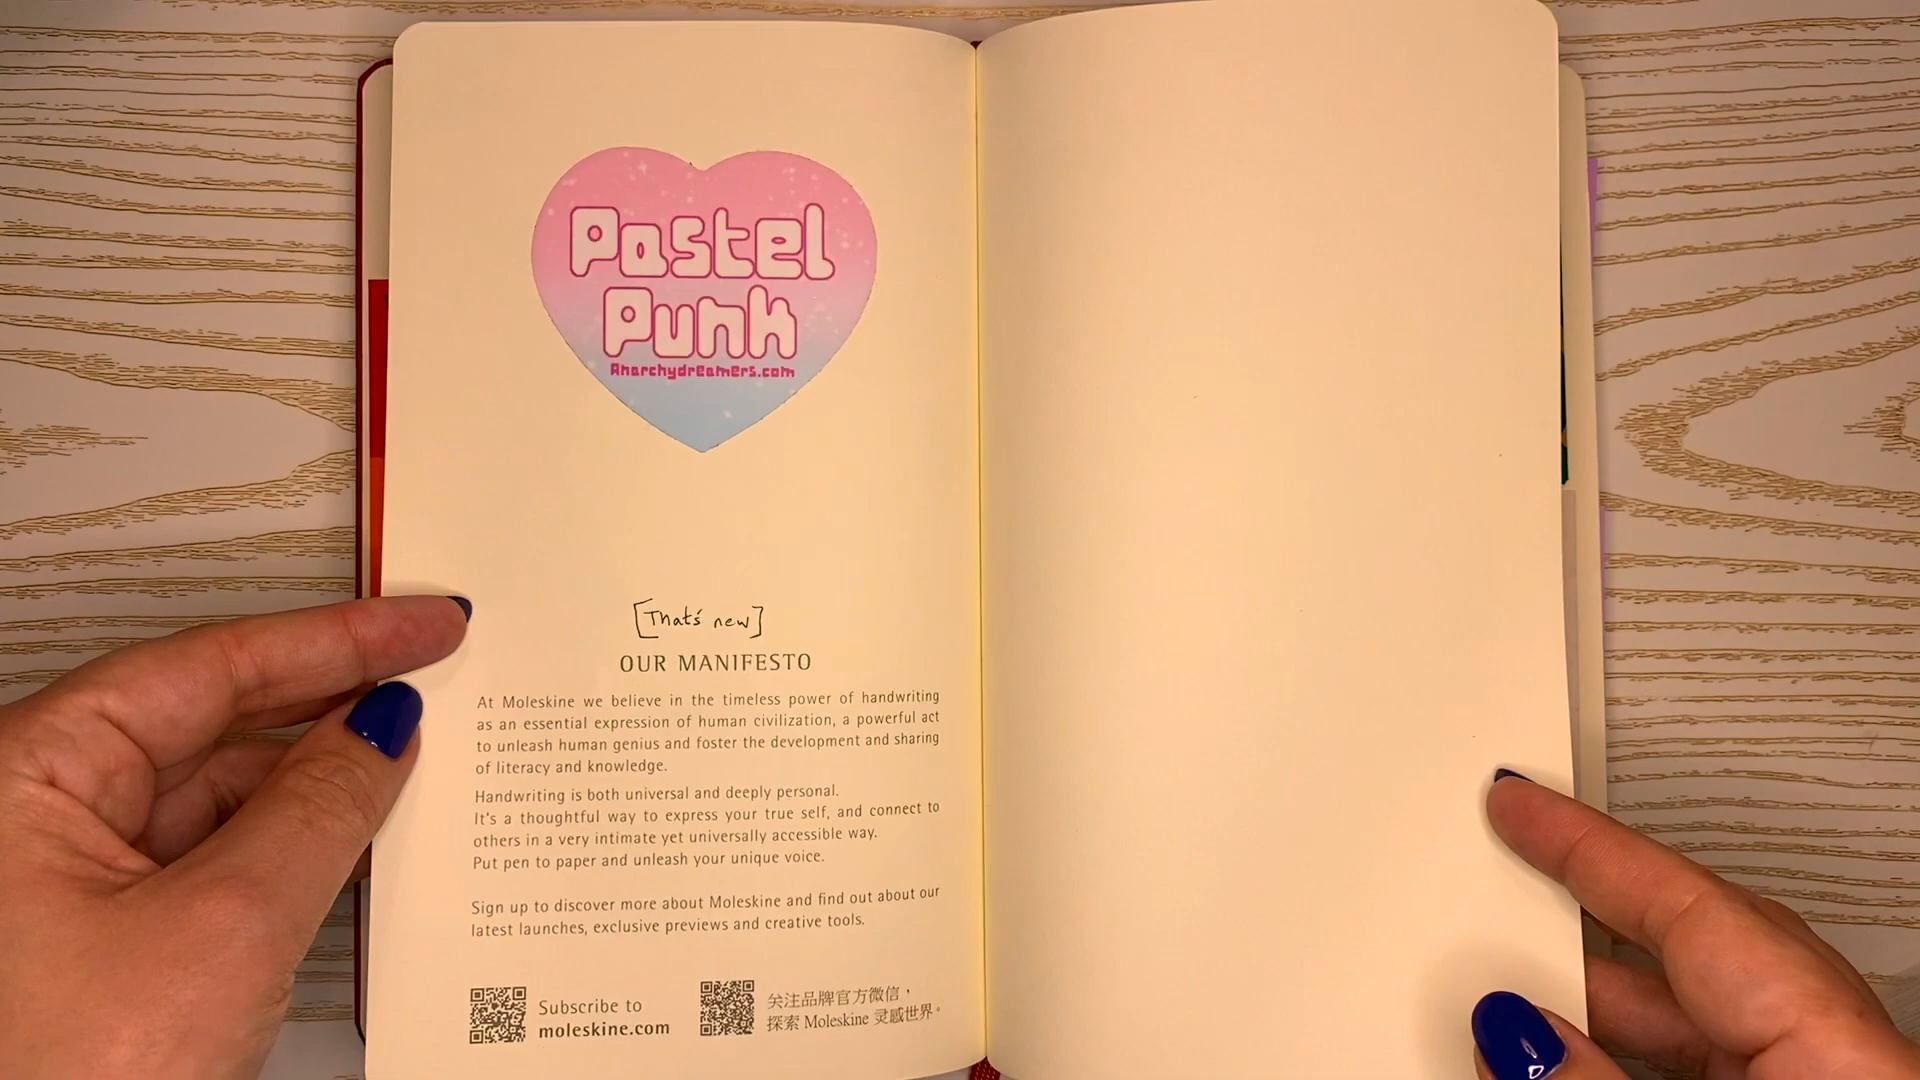 Pastel
Punk
Anarchydreamers.com
[That's new]
OUR MANIFESTO
At Moleskine we believe in the timeless power of handwriting
as an essential expression of human civilization, a powerful act
to unleash human genius and foster the development and sharing
of literacy and knowledge.
Handwriting is both universal and deeply personal.
It's a thoughtful way to express your true self, and connect to
others in a very intimate yet universally accessible way.
Put pen to paper and unleash your unique voice.
Sign up to discover more about Moleskine and find out about our
latest launches, exclusive previews and creative tools.
Subscribe to
moleskine.com
关注品牌官方微信，
探索 Moleskine 灵感世界。